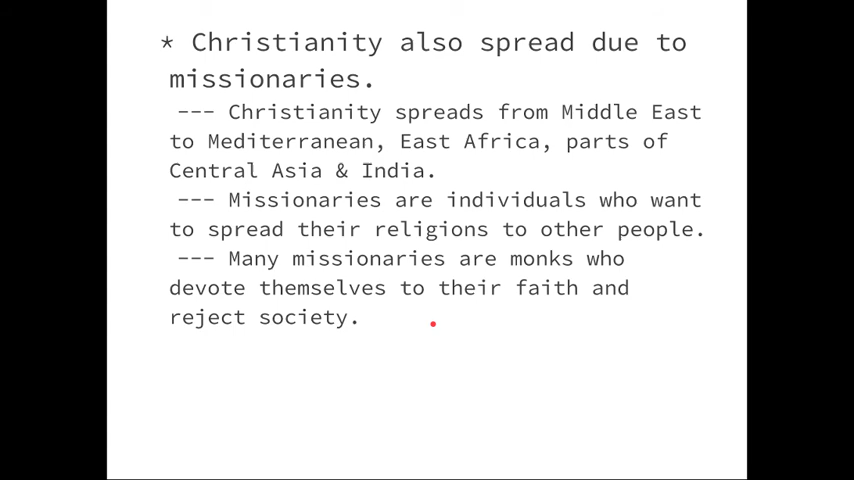 * Christianity also spread due to
missionaries.
--- Christianity spreads from Middle East
to Mediterranean, East Africa, parts of
Central Asia & India.
--- Missionaries are individuals who want
to spread their religions to other people.
--- Many missionaries are monks who
devote themselves to their faith and
reject society.